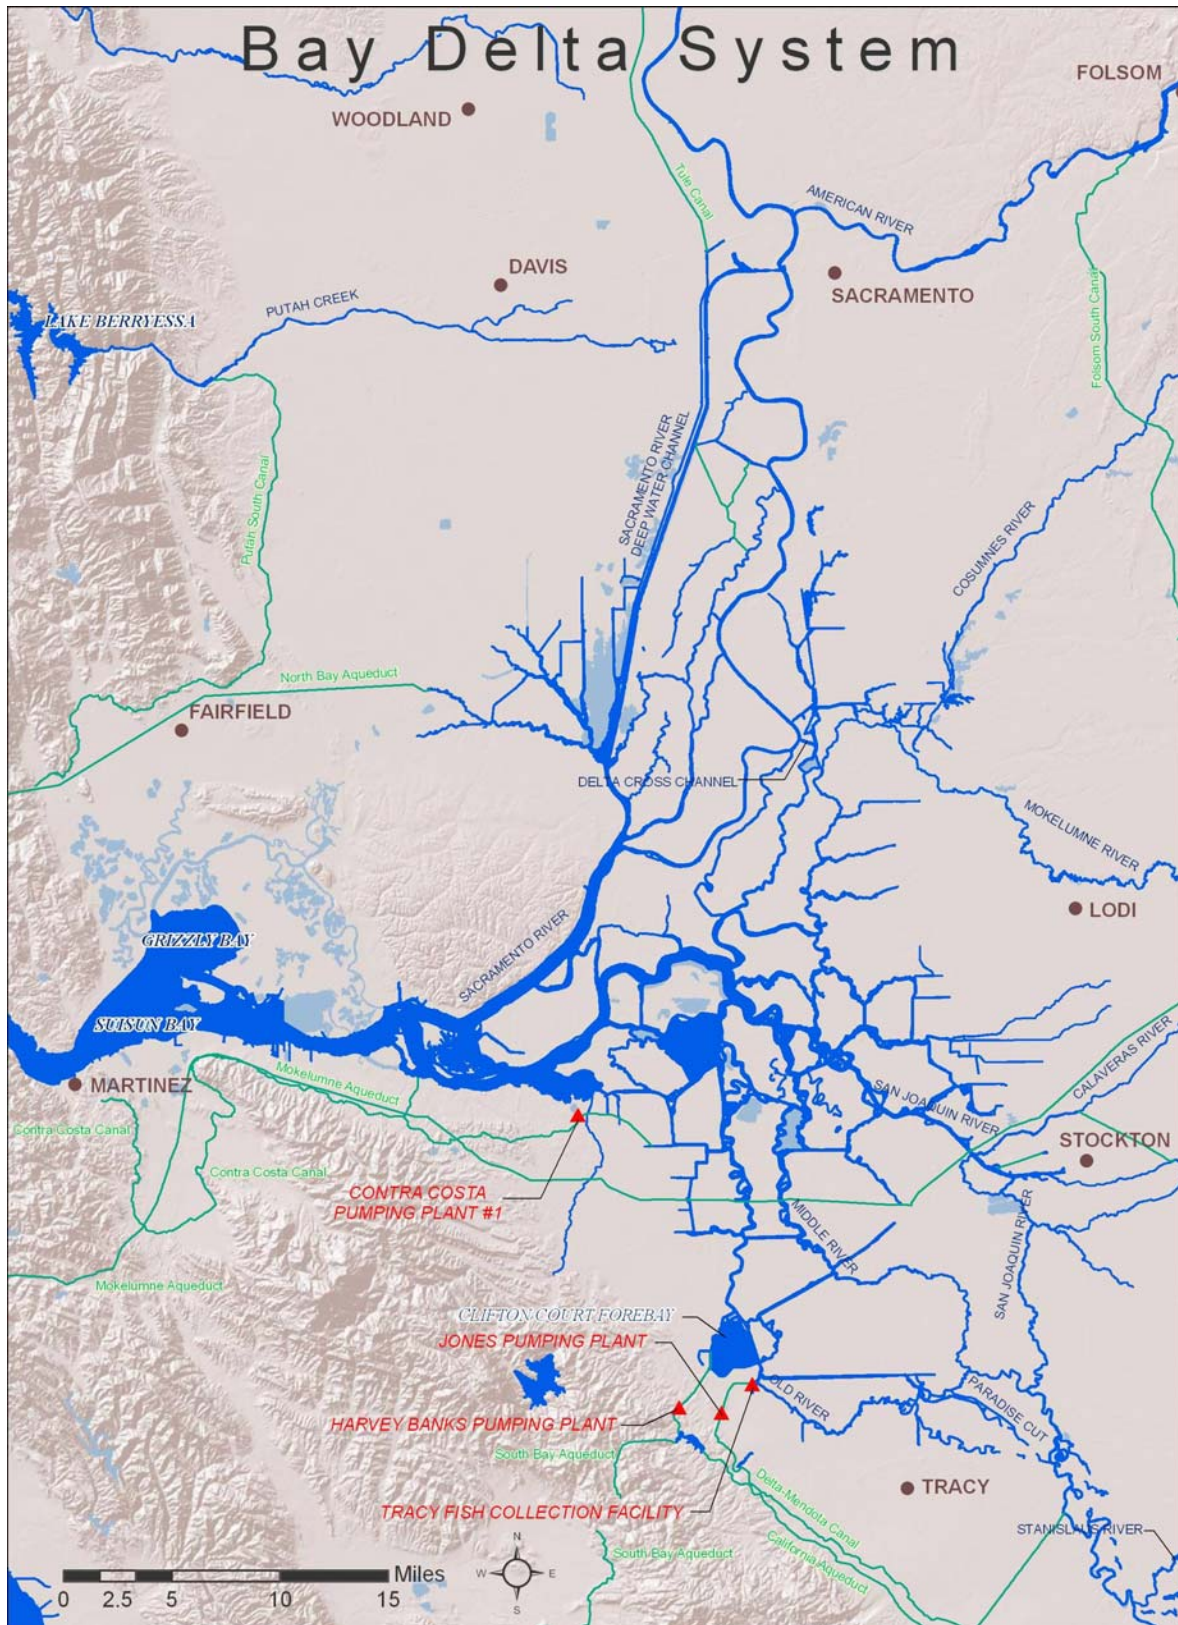 Bay Delta System
FOLSOM
WOODLAND
Tule Canal
AMERICAN RIVER
DAVIS
SACRAMENTO
PUTAH CREEK
LAKE BERRYESSA
Folsom South Canal
SACRAMENTO RIVER
DEEP WATER CHANNEL
Putah South Canal
COSUMNES RIVER
North Bay Aqueduct
FAIRFIELD
DELTA CROSS CHANNEL
MOKELUMNE RIVER
LODI
GRIZZLY BAY
SACRAMENTO RIVER
SUISUN BAY
MARTINEZ
Mokelumne Aqueduct
CALAVERAS RIVER
SAN JOAQUIN RIVER
Contra Costa Canal
STOCKTON
Contra Costa Canal
CONTRA COSTA
PUMPING PLANT #1
MIDDLE RIVER
SAN JOAQUIN RIVER
Mokelumne Aqueduct
CLIFTON COURT FOREBAY
JONES PUMPING PLANT
OLD RIVER
PARADISE CUT
HARVEY BANKS PUMPING PLANT
South Bay Aqueduct
Delta-Mendota Canal
TRACY
TRACY FISH COLLECTION FACILITY
STANISLAUS RIVER
South Bay Aqueduct
California Aqueduct
N
W E
S
Miles
0 2.5 5 10 15